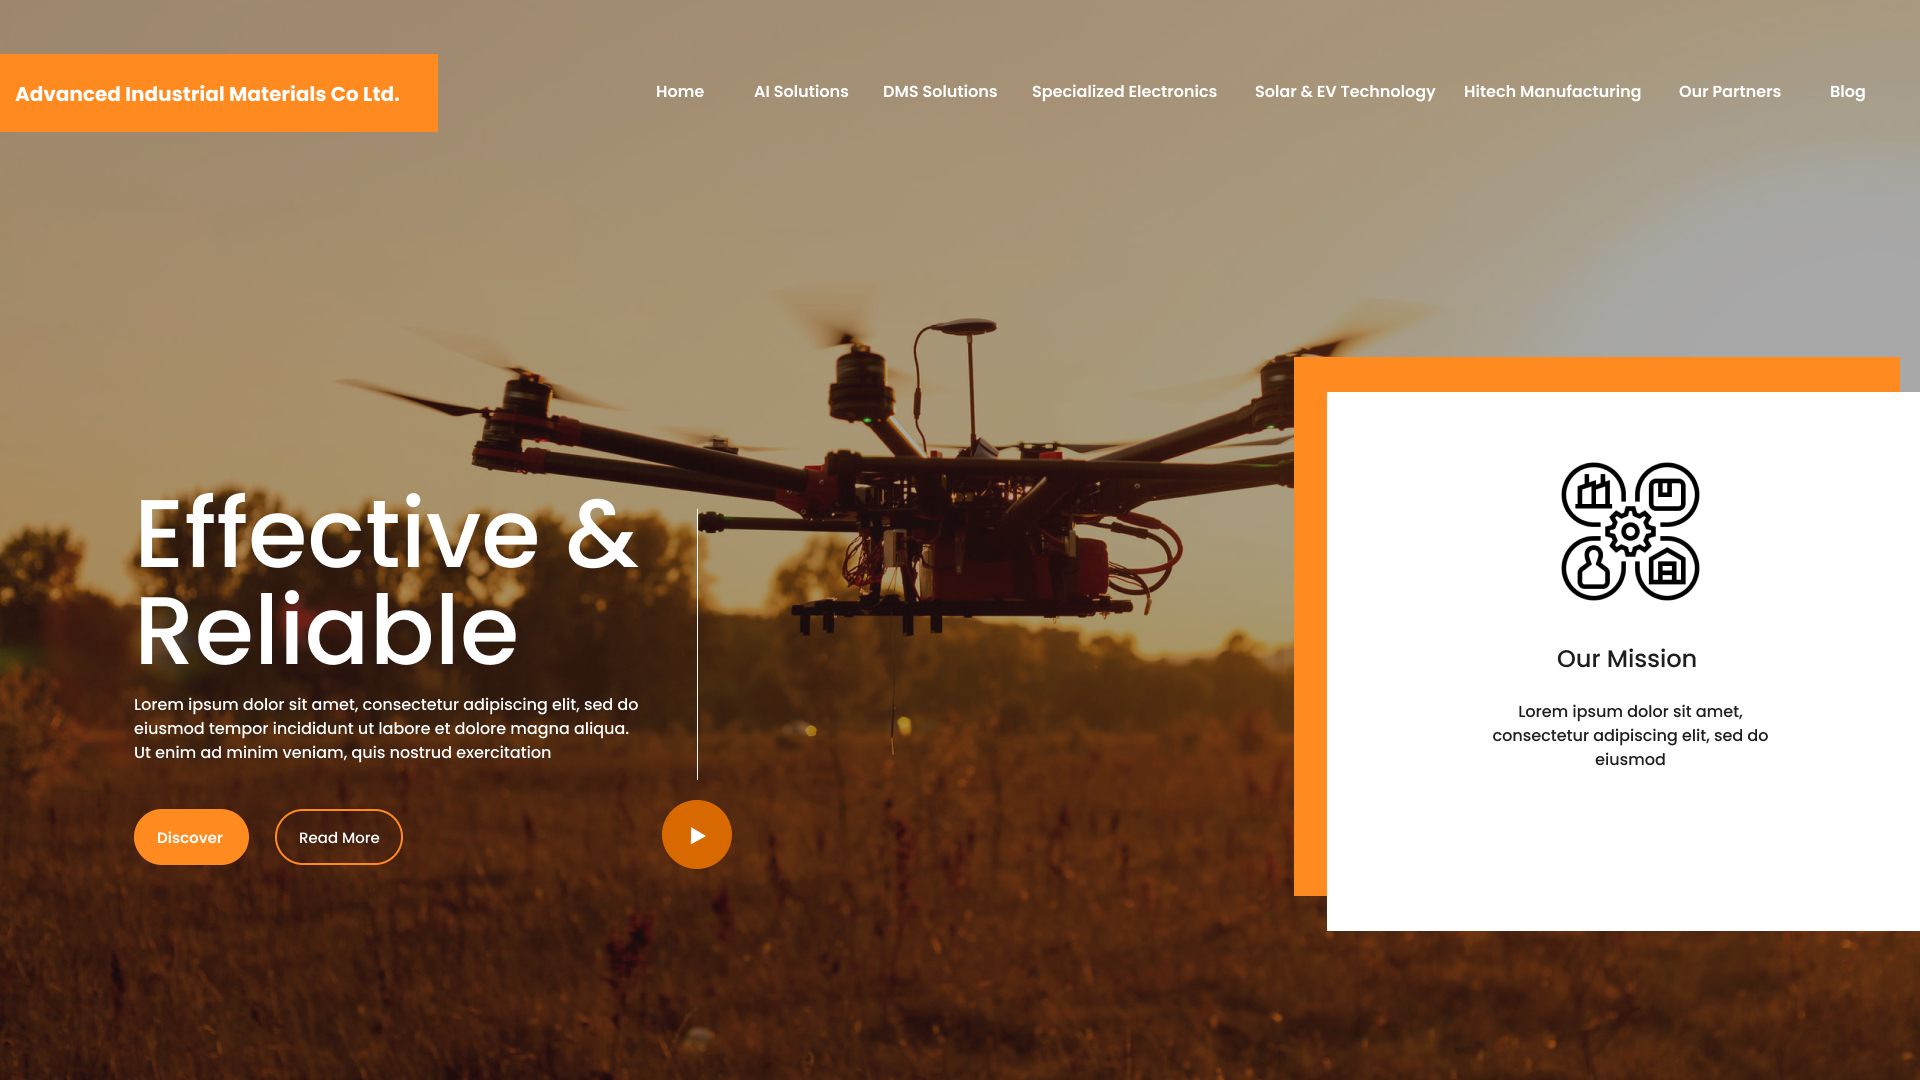 Advanced Industrial Materials Co Ltd.
Home
AI Solutions
DMS Solutions
Specialized Electronics
Solar & EV Technology
Hitech Manufacturing
Our Partners
Blog
Effective &
Reliable
Lorem ipsum dolor sit amet, consectetur adipiscing elit, sed do
eiusmod tempor incididunt ut labore et dolore magna aliqua.
Ut enim ad minim veniam, quis nostrud exercitation
Discover
Read More
Our Mission
Lorem ipsum dolor sit amet,
consectetur adipiscing elit, sed do
eiusmod